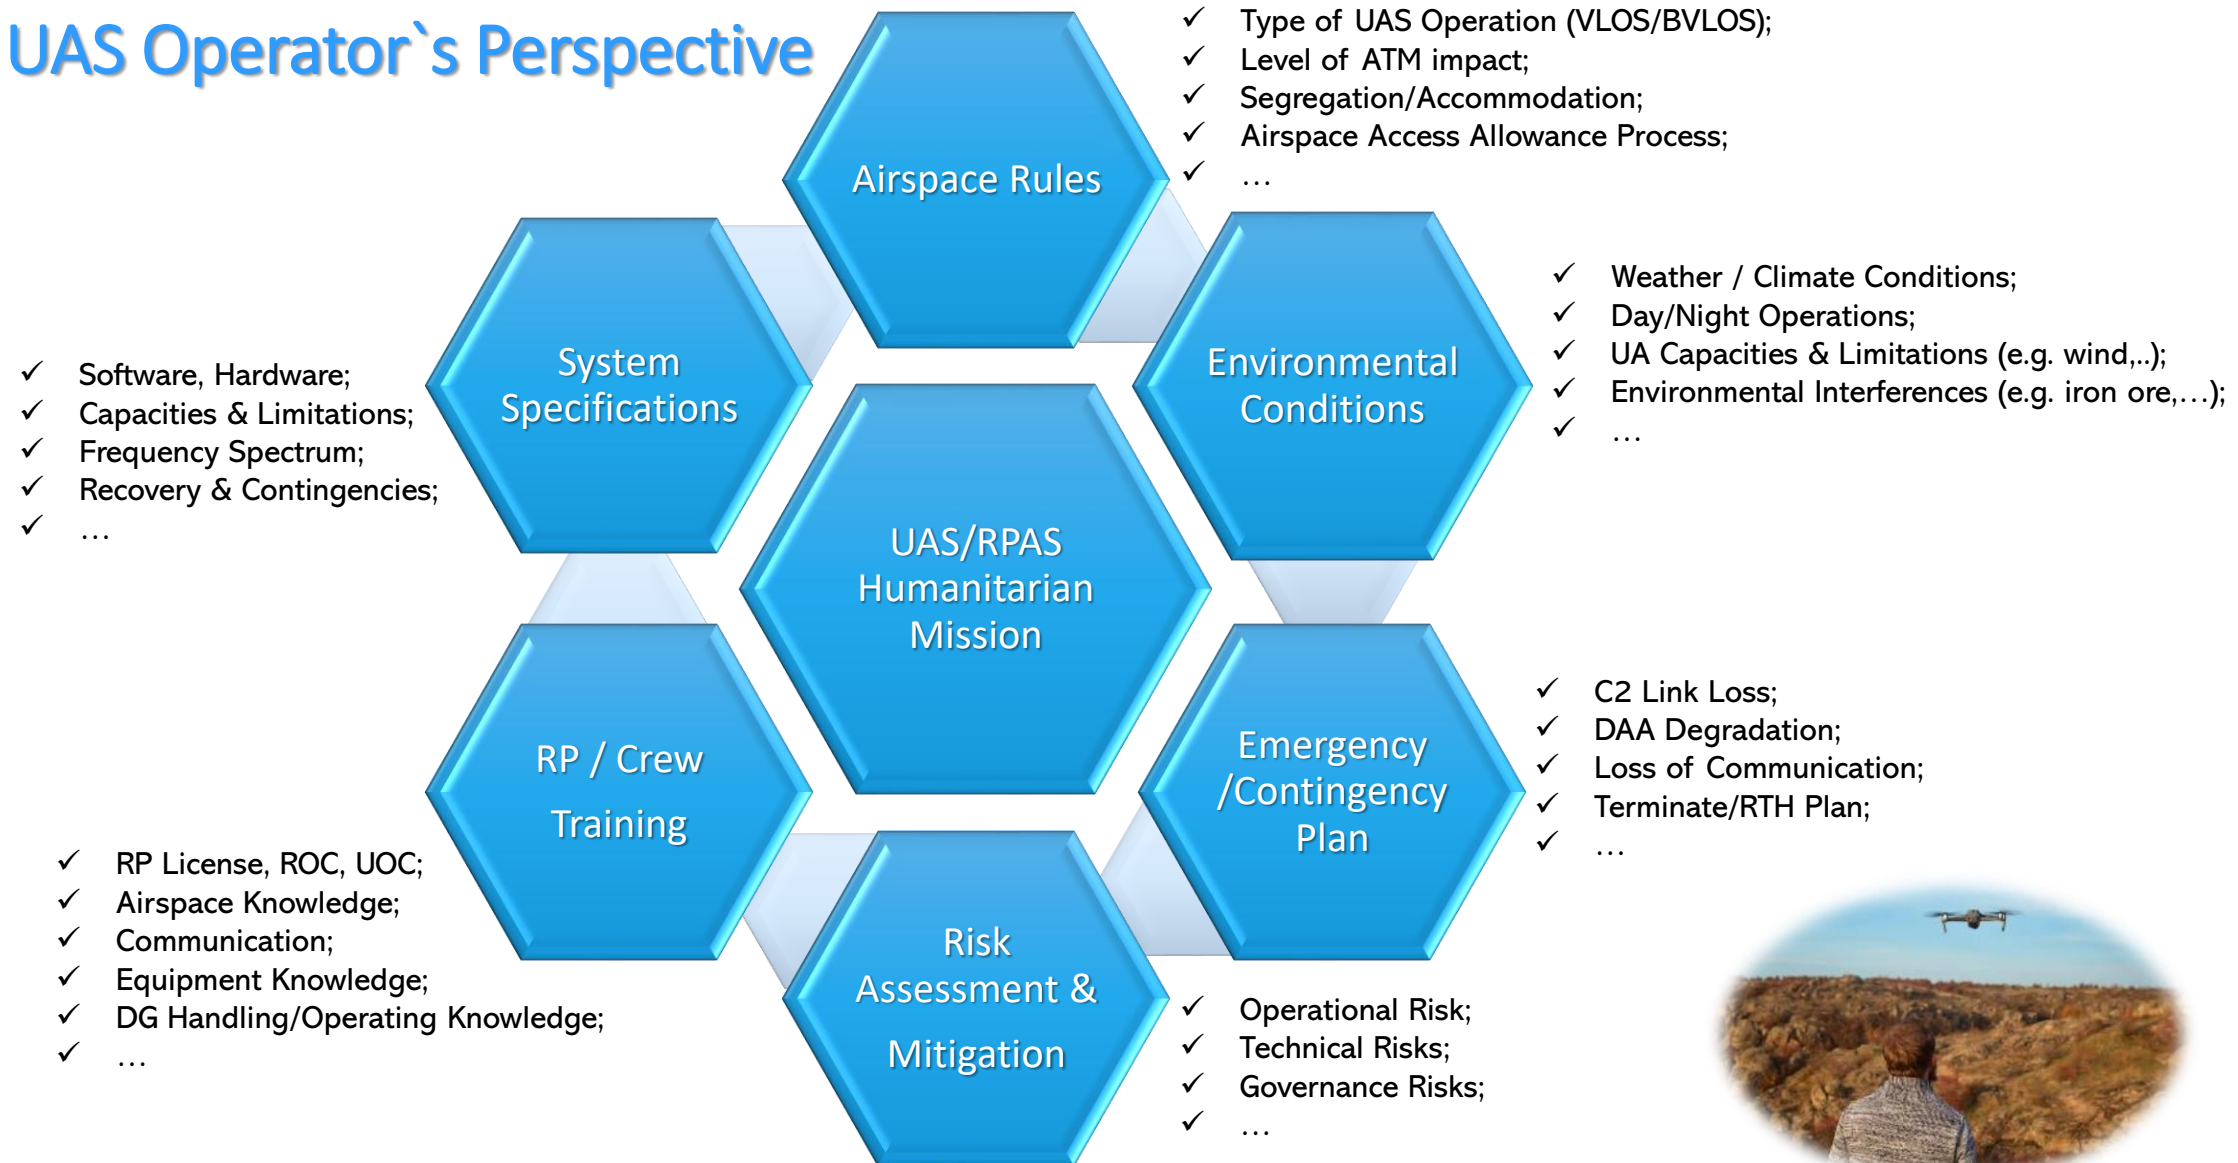 UAS Operator`s Perspective
Airspace Rules
✓ Type of UAS Operation (VLOS/BVLOS);
✓ Level of ATM impact;
✓ Segregation/Accommodation;
✓ Airspace Access Allowance Process;
✓ …
Environmental
Conditions
✓ Weather / Climate Conditions;
✓ Day/Night Operations;
✓ UA Capacities & Limitations (e.g. wind,..);
✓ Environmental Interferences (e.g. iron ore,…);
✓ …
System
Specifications
✓ Software, Hardware;
✓ Capacities & Limitations;
✓ Frequency Spectrum;
✓ Recovery & Contingencies;
✓ …
UAS/RPAS
Humanitarian
Mission
Emergency
/Contingency
Plan
✓ C2 Link Loss;
✓ DAA Degradation;
✓ Loss of Communication;
✓ Terminate/RTH Plan;
✓ …
RP / Crew
Training
✓ RP License, ROC, UOC;
✓ Airspace Knowledge;
✓ Communication;
✓ Equipment Knowledge;
✓ DG Handling/Operating Knowledge;
✓ …
Risk
Assessment &
Mitigation
✓ Operational Risk;
✓ Technical Risks;
✓ Governance Risks;
✓ …